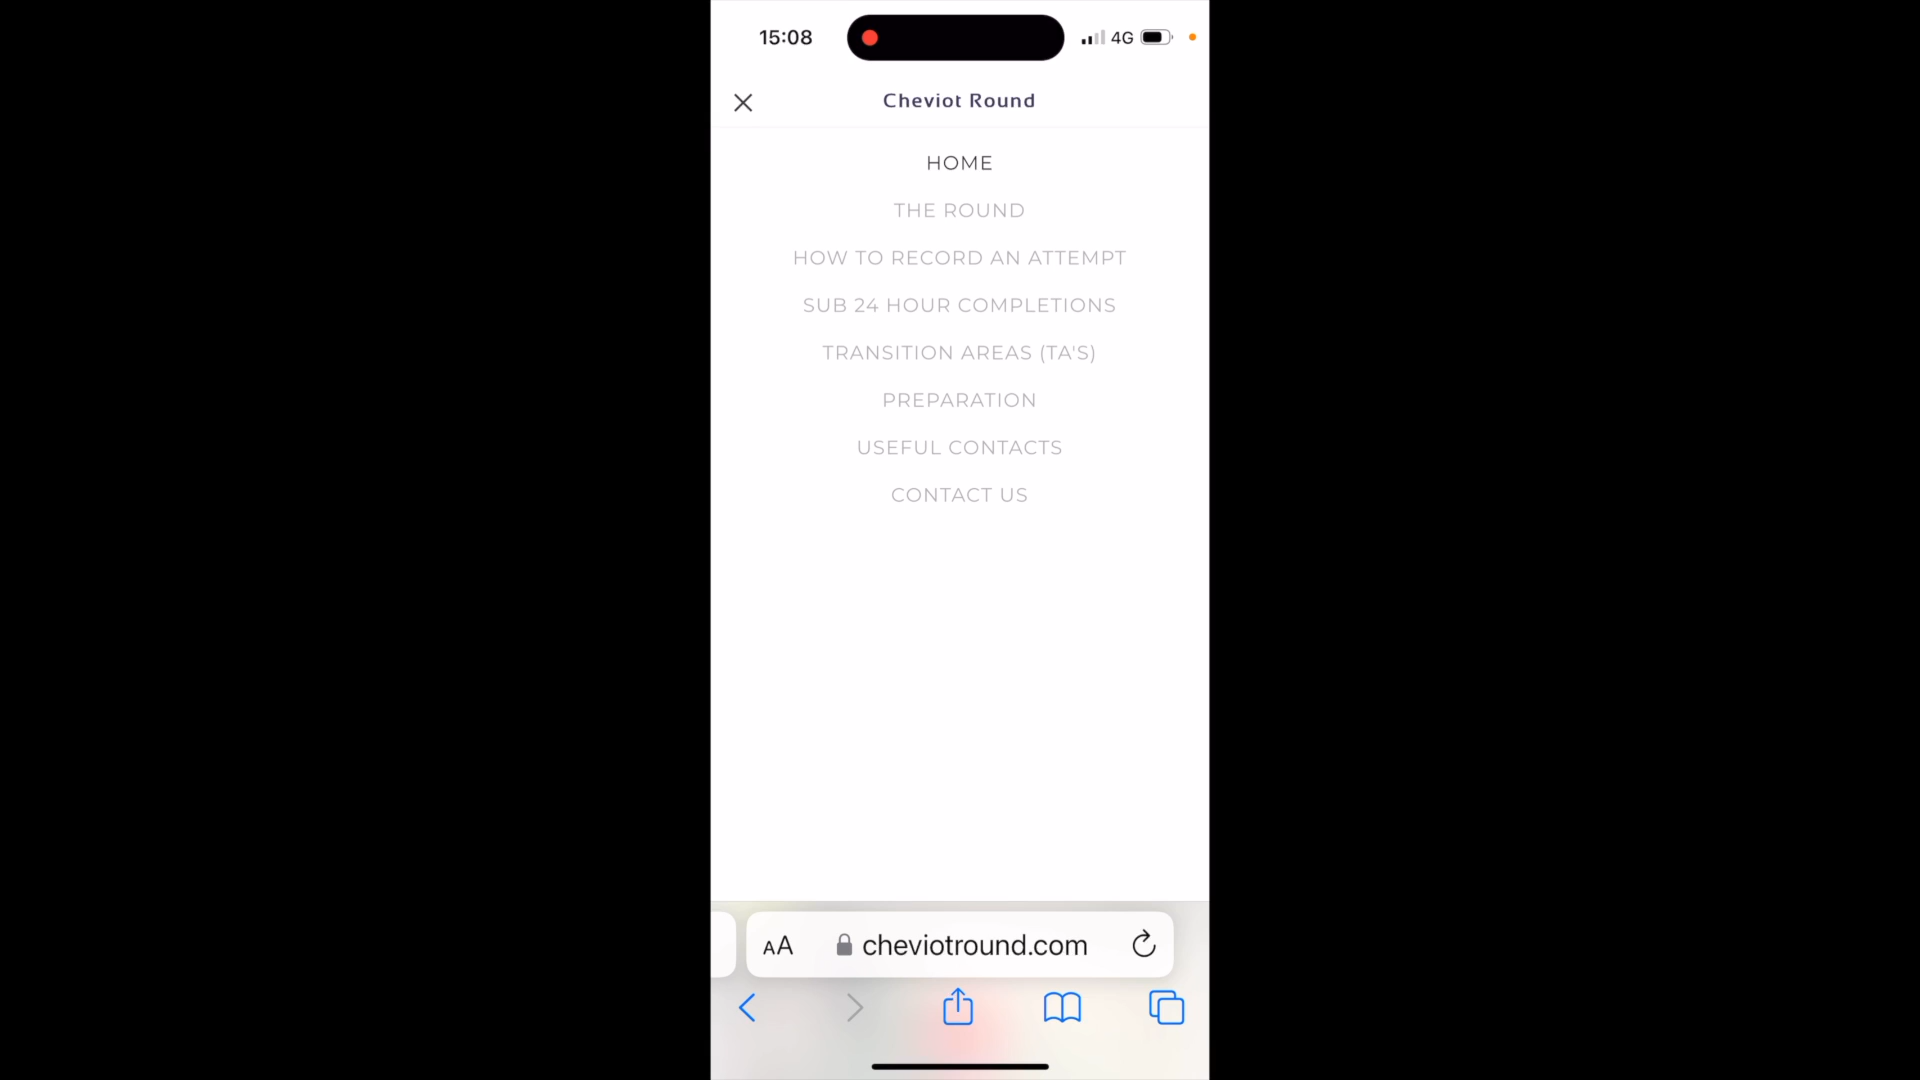 15:08
4G
Cheviot Round
HOME
THE ROUND
HOW TO RECORD AN ATTEMPT
SUB 24 HOUR COMPLETIONS
TRANSITION AREAS (TA'S)
PREPARATION
USEFUL CONTACTS
CONTACT US
AA cheviotround.com